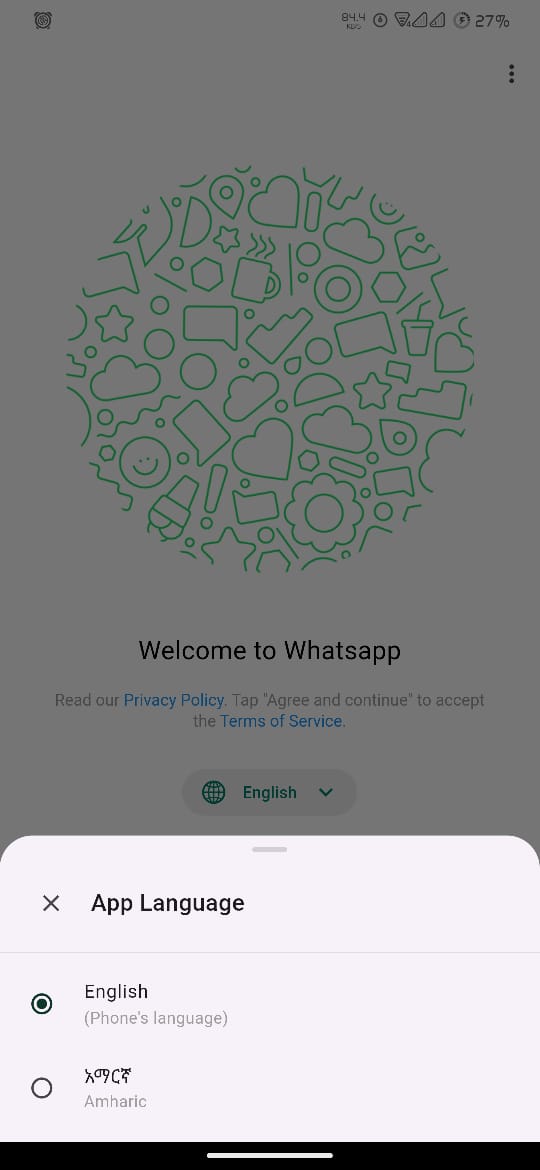 84.4
KB/S
4
27%
Welcome to Whatsapp
Read our Privacy Policy. Tap "Agree and continue" to accept
the Terms of Service.
English
App Language
English
(Phone's language)
አማርኛ
Amharic